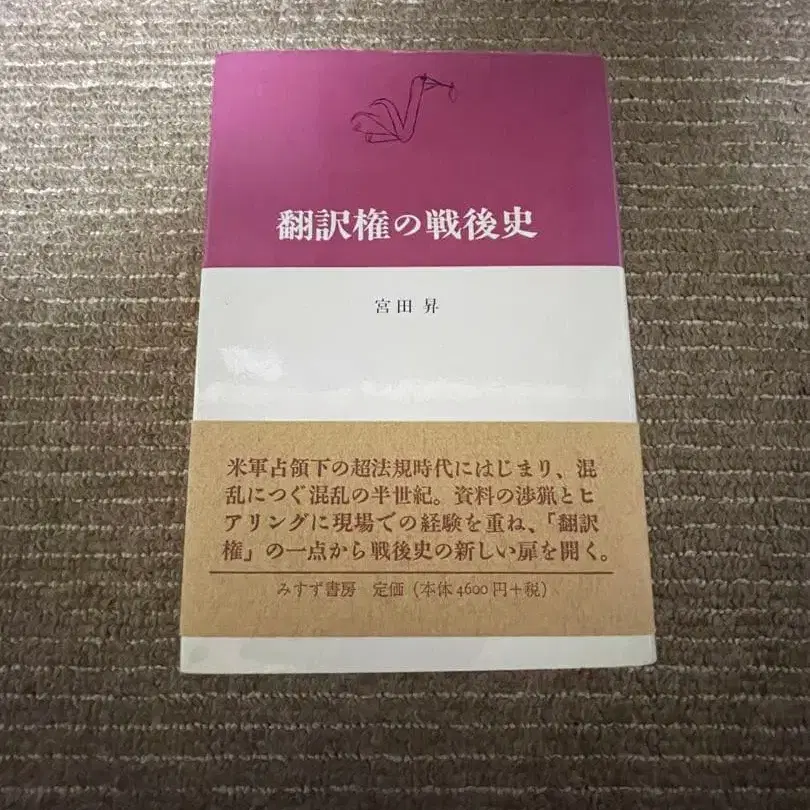 翻訳権の戦後史
宮田昇
米軍占領下の超法規時代にはじまり、混
乱につぐ混乱の半世紀。資料の渉猟とヒ
アリングに現場での経験を重ね、「翻訳
権」の一点から戦後史の新しい扉を開く。
みすず書房 定価(本体4600円+税)